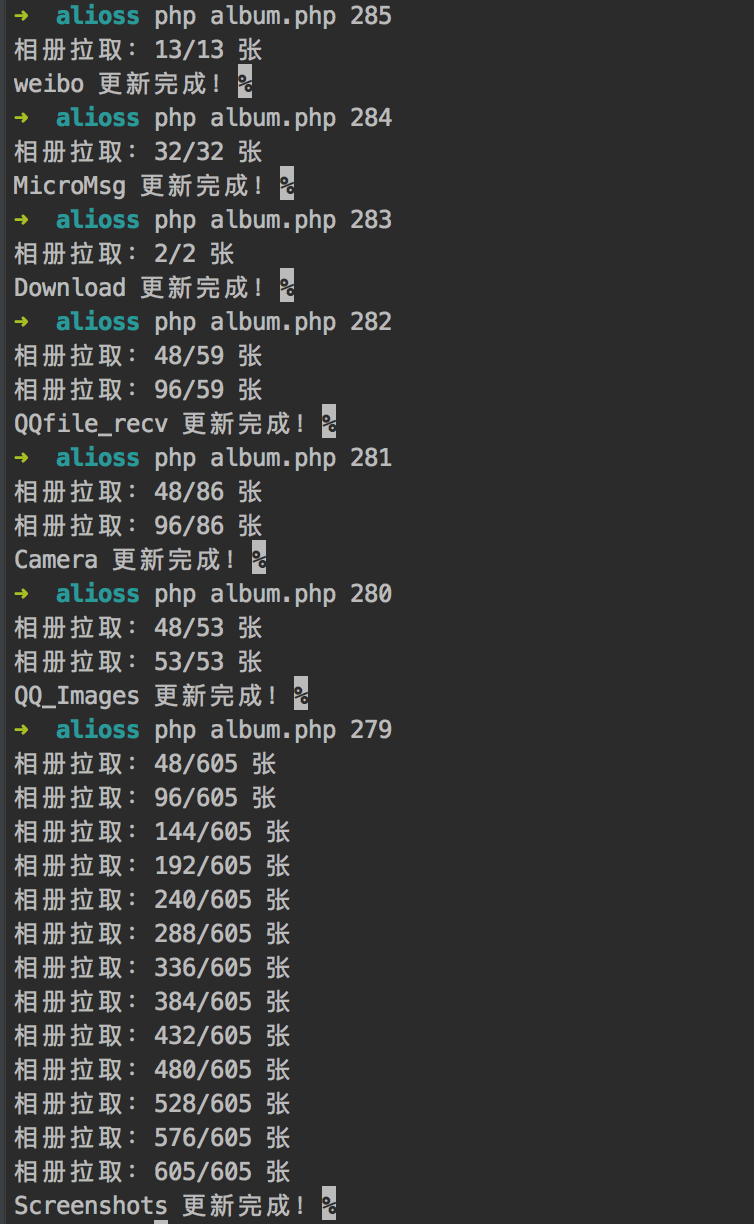 ➜  alioss php album.php 285
相册拉取: 13/13 张
weibo 更新完成! %
➜  alioss php album.php 284
相册拉取: 32/32 张
MicroMsg 更新完成! %
➜  alioss php album.php 283
相册拉取: 2/2 张
Download 更新完成! %
➜  alioss php album.php 282
相册拉取: 48/59 张
相册拉取: 96/59 张
QQfile_recv 更新完成! %
➜  alioss php album.php 281
相册拉取: 48/86 张
相册拉取: 96/86 张
Camera 更新完成! %
➜  alioss php album.php 280
相册拉取: 48/53 张
相册拉取: 53/53 张
QQ_Images 更新完成! %
➜  alioss php album.php 279
相册拉取: 48/605 张
相册拉取: 96/605 张
相册拉取: 144/605 张
相册拉取: 192/605 张
相册拉取: 240/605 张
相册拉取: 288/605 张
相册拉取: 336/605 张
相册拉取: 384/605 张
相册拉取: 432/605 张
相册拉取: 480/605 张
相册拉取: 528/605 张
相册拉取: 576/605 张
相册拉取: 605/605 张
Screenshots 更新完成! %